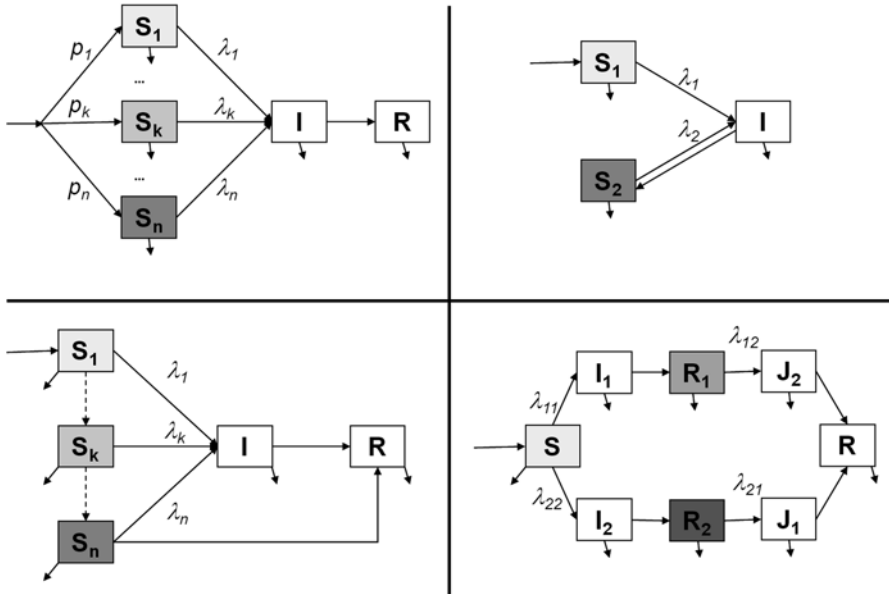 S₁
p₁ λ₁
...
pₖ Sₖ λₖ I R
...
pₙ Sₙ λₙ
S₁
λ₁
I
λ₂
S₂
S₁
λ₁
Sₖ λₖ I R
λₙ
Sₙ
λ₁₂
I₁ R₁ J₂
λ₁₁
S R
λ₂₂ λ₂₁
I₂ R₂ J₁